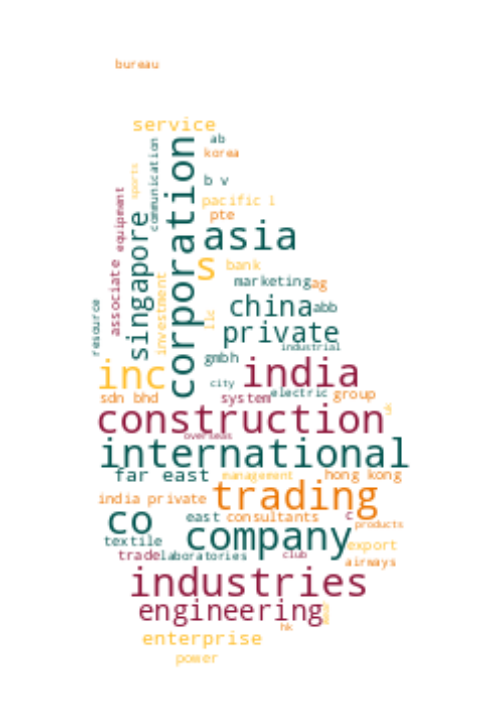 bureau
service
ab
communication
corporation
korea
sports
b v
equipment
pacific l
pte
singapore
asia
s
bank
associate
investment
marketing
ag
resource
china
abb
llc
private
industrial
gmbh
inc
city
india
sdn bhd
system
electric
group
construction
overseas
international
far east
management
hong kong
india private
trading
co
east
consultants
c
products
company
textile
export
trade
laboratories
club
airways
industries
engineering
hk
enterprise
power